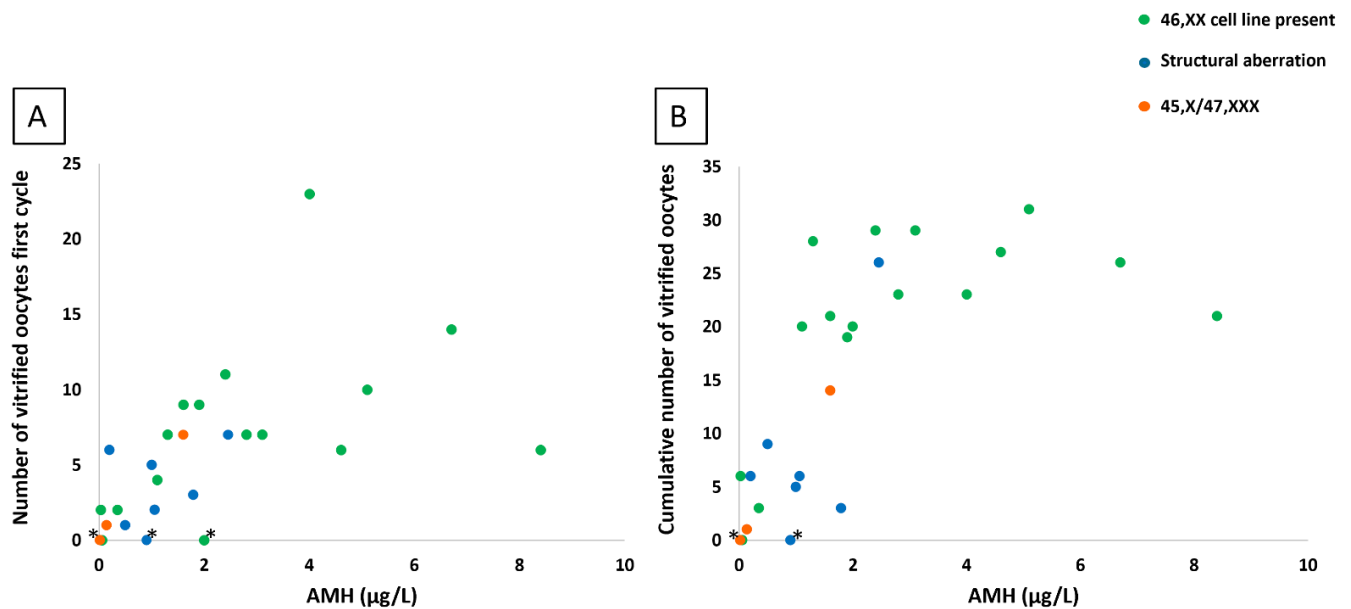 46,XX cell line present
Structural aberration
45,X/47,XXX
A
Number of vitrified oocytes first cycle
25
20
15
10
5
0
* * *
0 2 4 6 8 10
AMH (µg/L)
B
Cumulative number of vitrified oocytes
35
30
25
20
15
10
5
0
* *
0 2 4 6 8 10
AMH (µg/L)